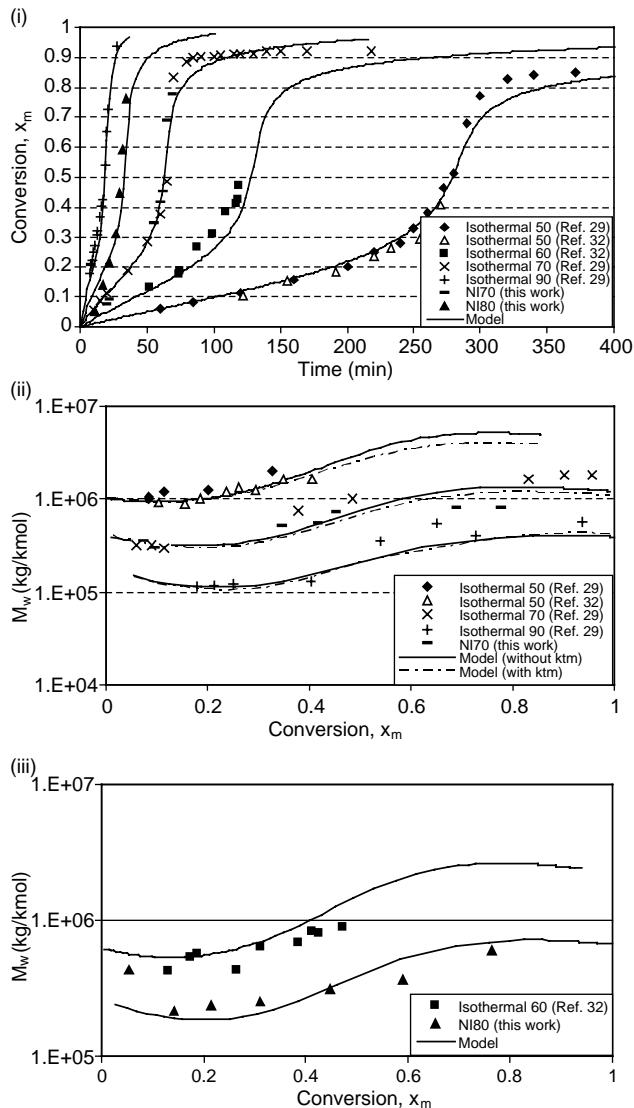 (i)
Conversion, xₘ
1
0.9
0.8
0.7
0.6
0.5
0.4
0.3
0.2
0.1
0
Isothermal 50 (Ref. 29)
Isothermal 50 (Ref. 32)
Isothermal 60 (Ref. 32)
Isothermal 70 (Ref. 29)
Isothermal 90 (Ref. 29)
NI70 (this work)
NI80 (this work)
Model
0 50 100 150 200 250 300 350 400
Time (min)
(ii)
M_w (kg/kmol)
1.E+07
1.E+06
1.E+05
1.E+04
Isothermal 50 (Ref. 29)
Isothermal 50 (Ref. 32)
Isothermal 70 (Ref. 29)
Isothermal 90 (Ref. 29)
NI70 (this work)
Model (without ktm)
Model (with ktm)
0 0.2 0.4 0.6 0.8 1
Conversion, xₘ
(iii)
M_w (kg/kmol)
1.E+07
1.E+06
1.E+05
Isothermal 60 (Ref. 32)
NI80 (this work)
Model
0 0.2 0.4 0.6 0.8 1
Conversion, xₘ